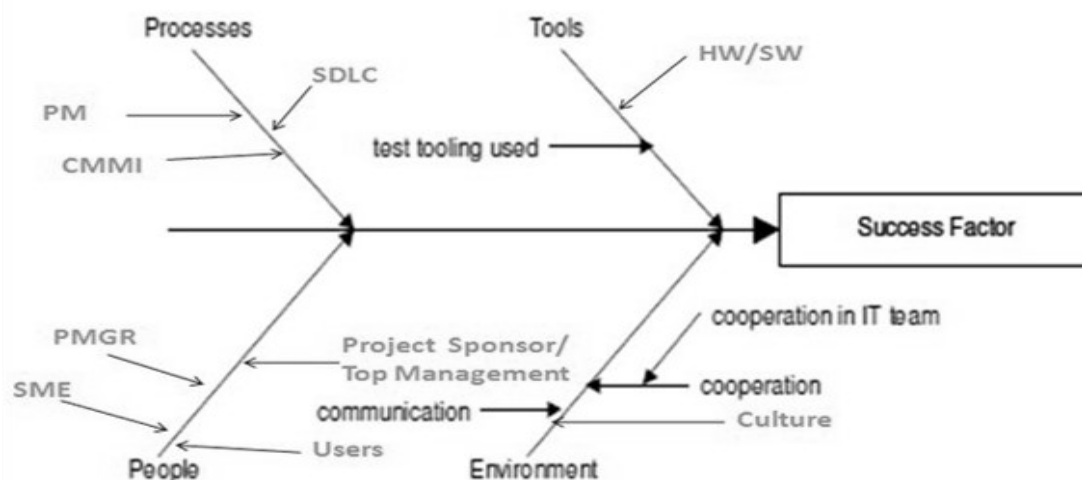 Processes
Tools
HW/SW
SDLC
PM
test tooling used
CMMI
Success Factor
cooperation in IT team
PMGR
Project Sponsor/
Top Management
SME
cooperation
communication
Culture
Users
People
Environment